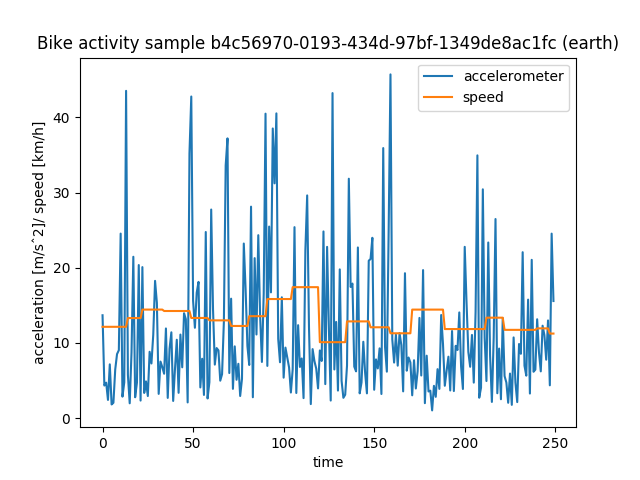 Bike activity sample b4c56970-0193-434d-97bf-1349de8ac1fc (earth)
accelerometer
speed
acceleration [m/s^2]/ speed [km/h]
40
30
20
10
0
0 50 100 150 200 250
time